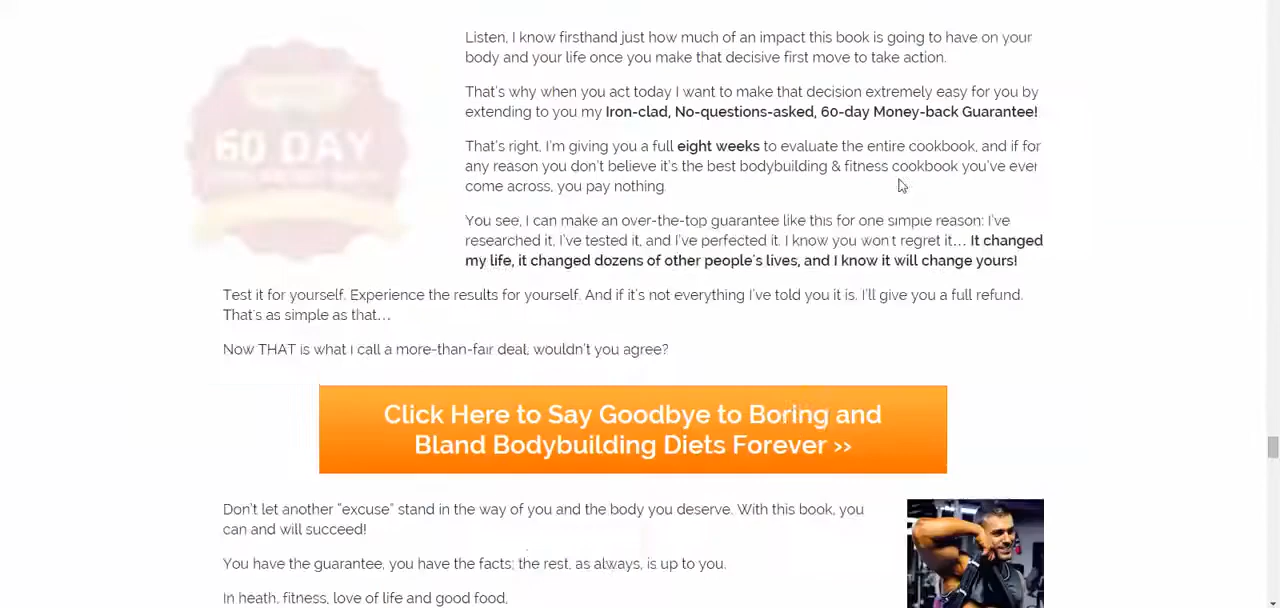 Listen, I know firsthand just how much of an impact this book is going to have on your
body and your life once you make that decisive first move to take action.
That's why when you act today I want to make that decision extremely easy for you by
extending to you my Iron-clad, No-questions-asked, 60-day Money-back Guarantee!
60 DAY
That's right, I'm giving you a full eight weeks to evaluate the entire cookbook, and if for
any reason you don't believe it's the best bodybuilding & fitness cookbook you've ever
come across, you pay nothing.
You see, I can make an over-the-top guarantee like this for one simple reason: I've
researched it, I've tested it, and I've perfected it. I know you won't regret it… It changed
my life, it changed dozens of other people's lives, and I know it will change yours!
Test it for yourself. Experience the results for yourself. And if it's not everything I've told you it is, I'll give you a full refund.
That's as simple as that…
Now THAT is what I call a more-than-fair deal, wouldn't you agree?
Click Here to Say Goodbye to Boring and
Bland Bodybuilding Diets Forever >>
Don't let another "excuse" stand in the way of you and the body you deserve. With this book, you
can and will succeed!
You have the guarantee, you have the facts; the rest, as always, is up to you.
In heath, fitness, love of life and good food,